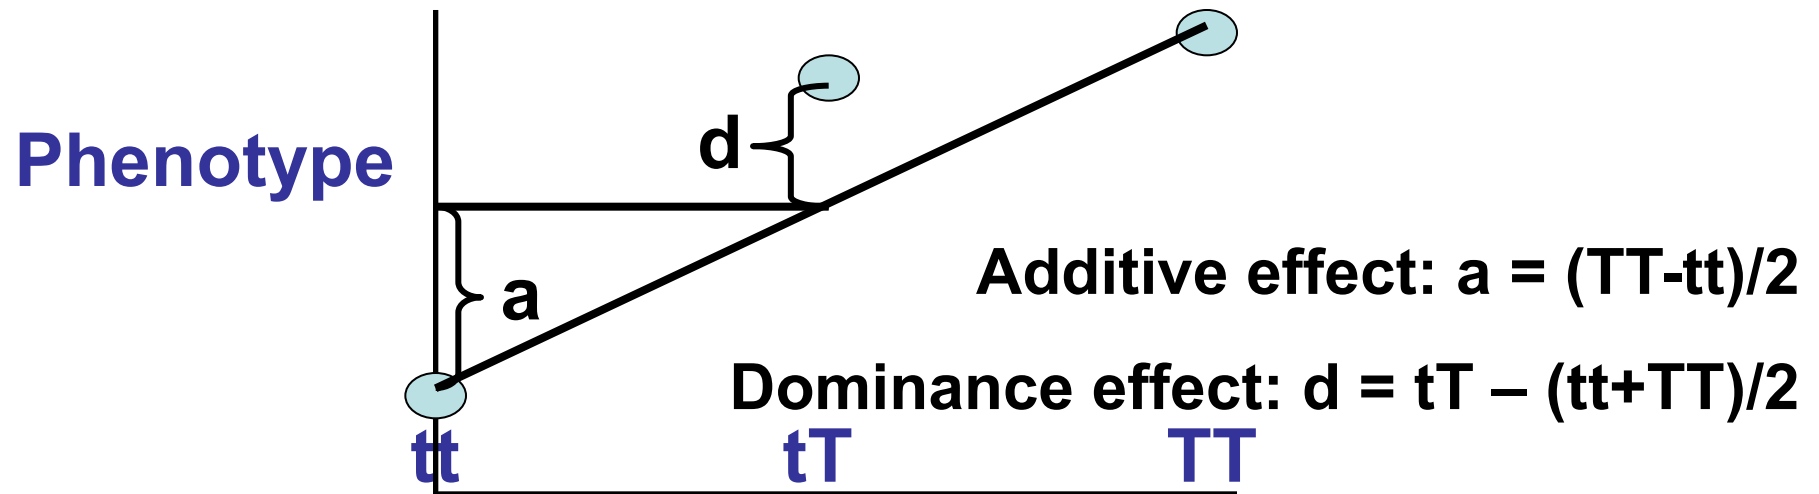 d
Phenotype
a
Additive effect: a = (TT-tt)/2
Dominance effect: d = tT – (tt+TT)/2
tt tT TT